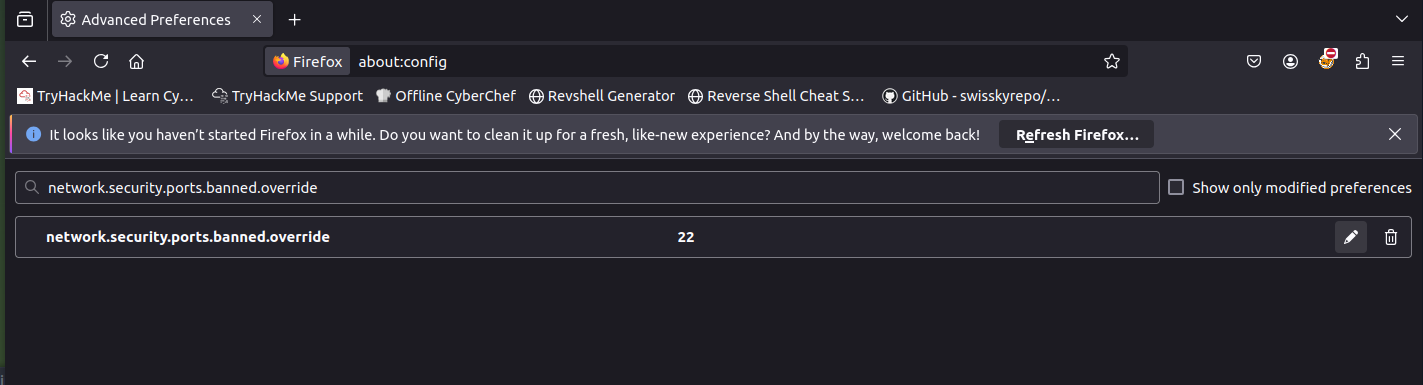 Advanced Preferences
Firefox about:config
TryHackMe | Learn Cy… TryHackMe Support Offline CyberChef Revshell Generator Reverse Shell Cheat S… GitHub - swisskyrepo/…
It looks like you haven’t started Firefox in a while. Do you want to clean it up for a fresh, like-new experience? And by the way, welcome back! Refresh Firefox…
network.security.ports.banned.override Show only modified preferences
network.security.ports.banned.override 22